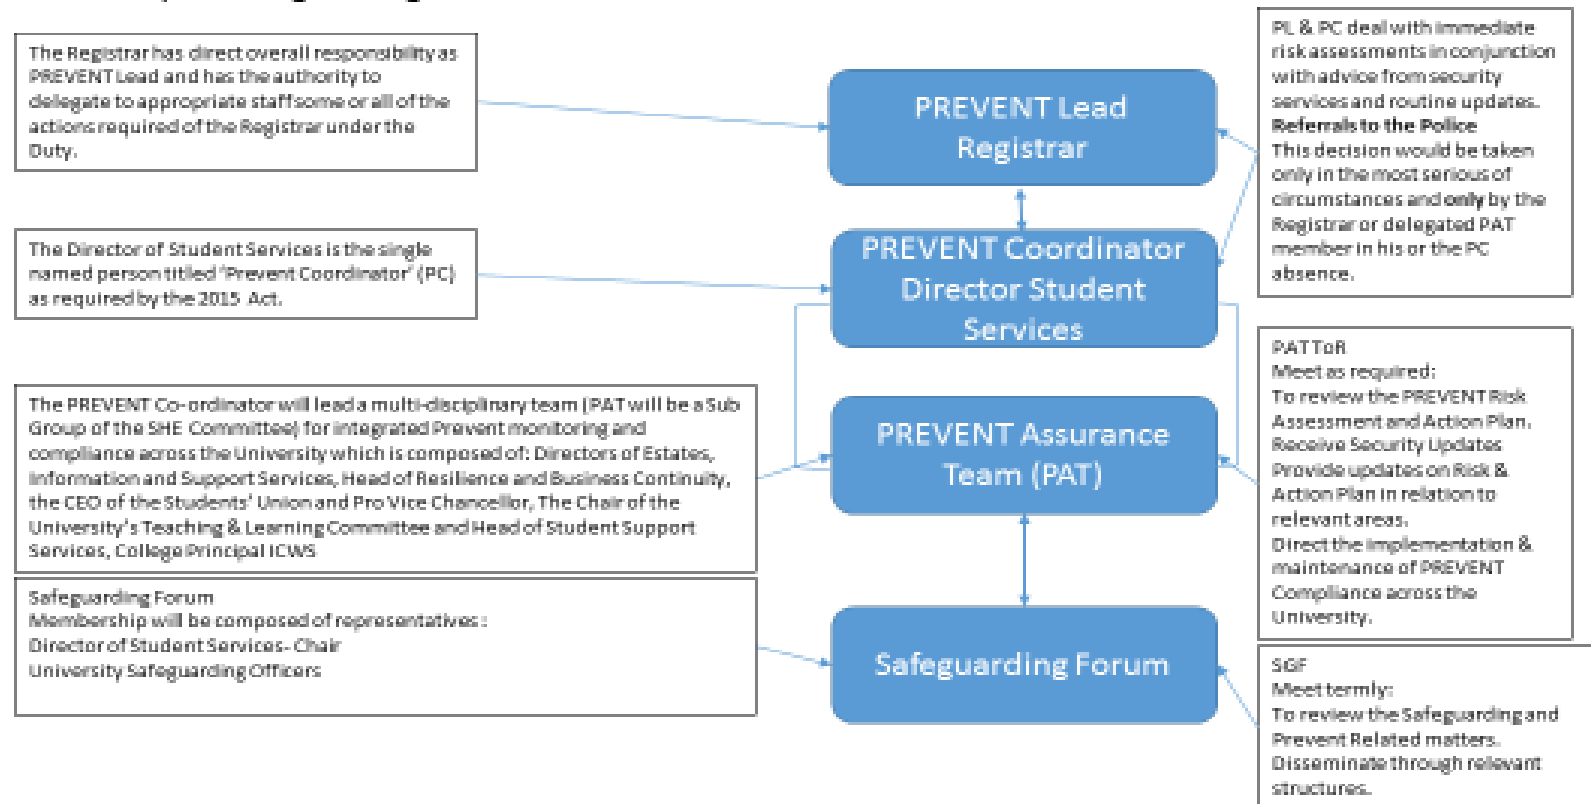 The Registrar has direct overall responsibility as
PREVENT Lead and has the authority to
delegate to appropriate staff some or all of the
actions required of the Registrar under the
Duty.
PREVENT Lead
Registrar
PL & PC deal with immediate
risk assessments in conjunction
with advice from security
services and routine updates.
Referrals to the Police
This decision would be taken
only in the most serious of
circumstances and only by the
Registrar or delegated PAT
member in his or the PC
absence.
The Director of Student Services is the single
named person titled 'Prevent Coordinator' (PC)
as required by the 2015 Act.
PREVENT Coordinator
Director Student
Services
The PREVENT Co-ordinator will lead a multi-disciplinary team (PAT will be a Sub
Group of the SHE Committee) for integrated Prevent monitoring and
compliance across the University which is composed of: Directors of Estates,
Information and Support Services, Head of Resilience and Business Continuity,
the CEO of the Students' Union and Pro Vice Chancellor, The Chair of the
University's Teaching & Learning Committee and Head of Student Support
Services, College Principal ICWS
PREVENT Assurance
Team (PAT)
PAT ToR
Meet as required:
To review the PREVENT Risk
Assessment and Action Plan.
Receive Security Updates
Provide updates on Risk &
Action Plan in relation to
relevant areas.
Direct the implementation &
maintenance of PREVENT
Compliance across the
University.
Safeguarding Forum
Membership will be composed of representatives :
Director of Student Services- Chair
University Safeguarding Officers
Safeguarding Forum
SGF
Meet termly:
To review the Safeguarding and
Prevent Related matters.
Disseminate through relevant
structures.